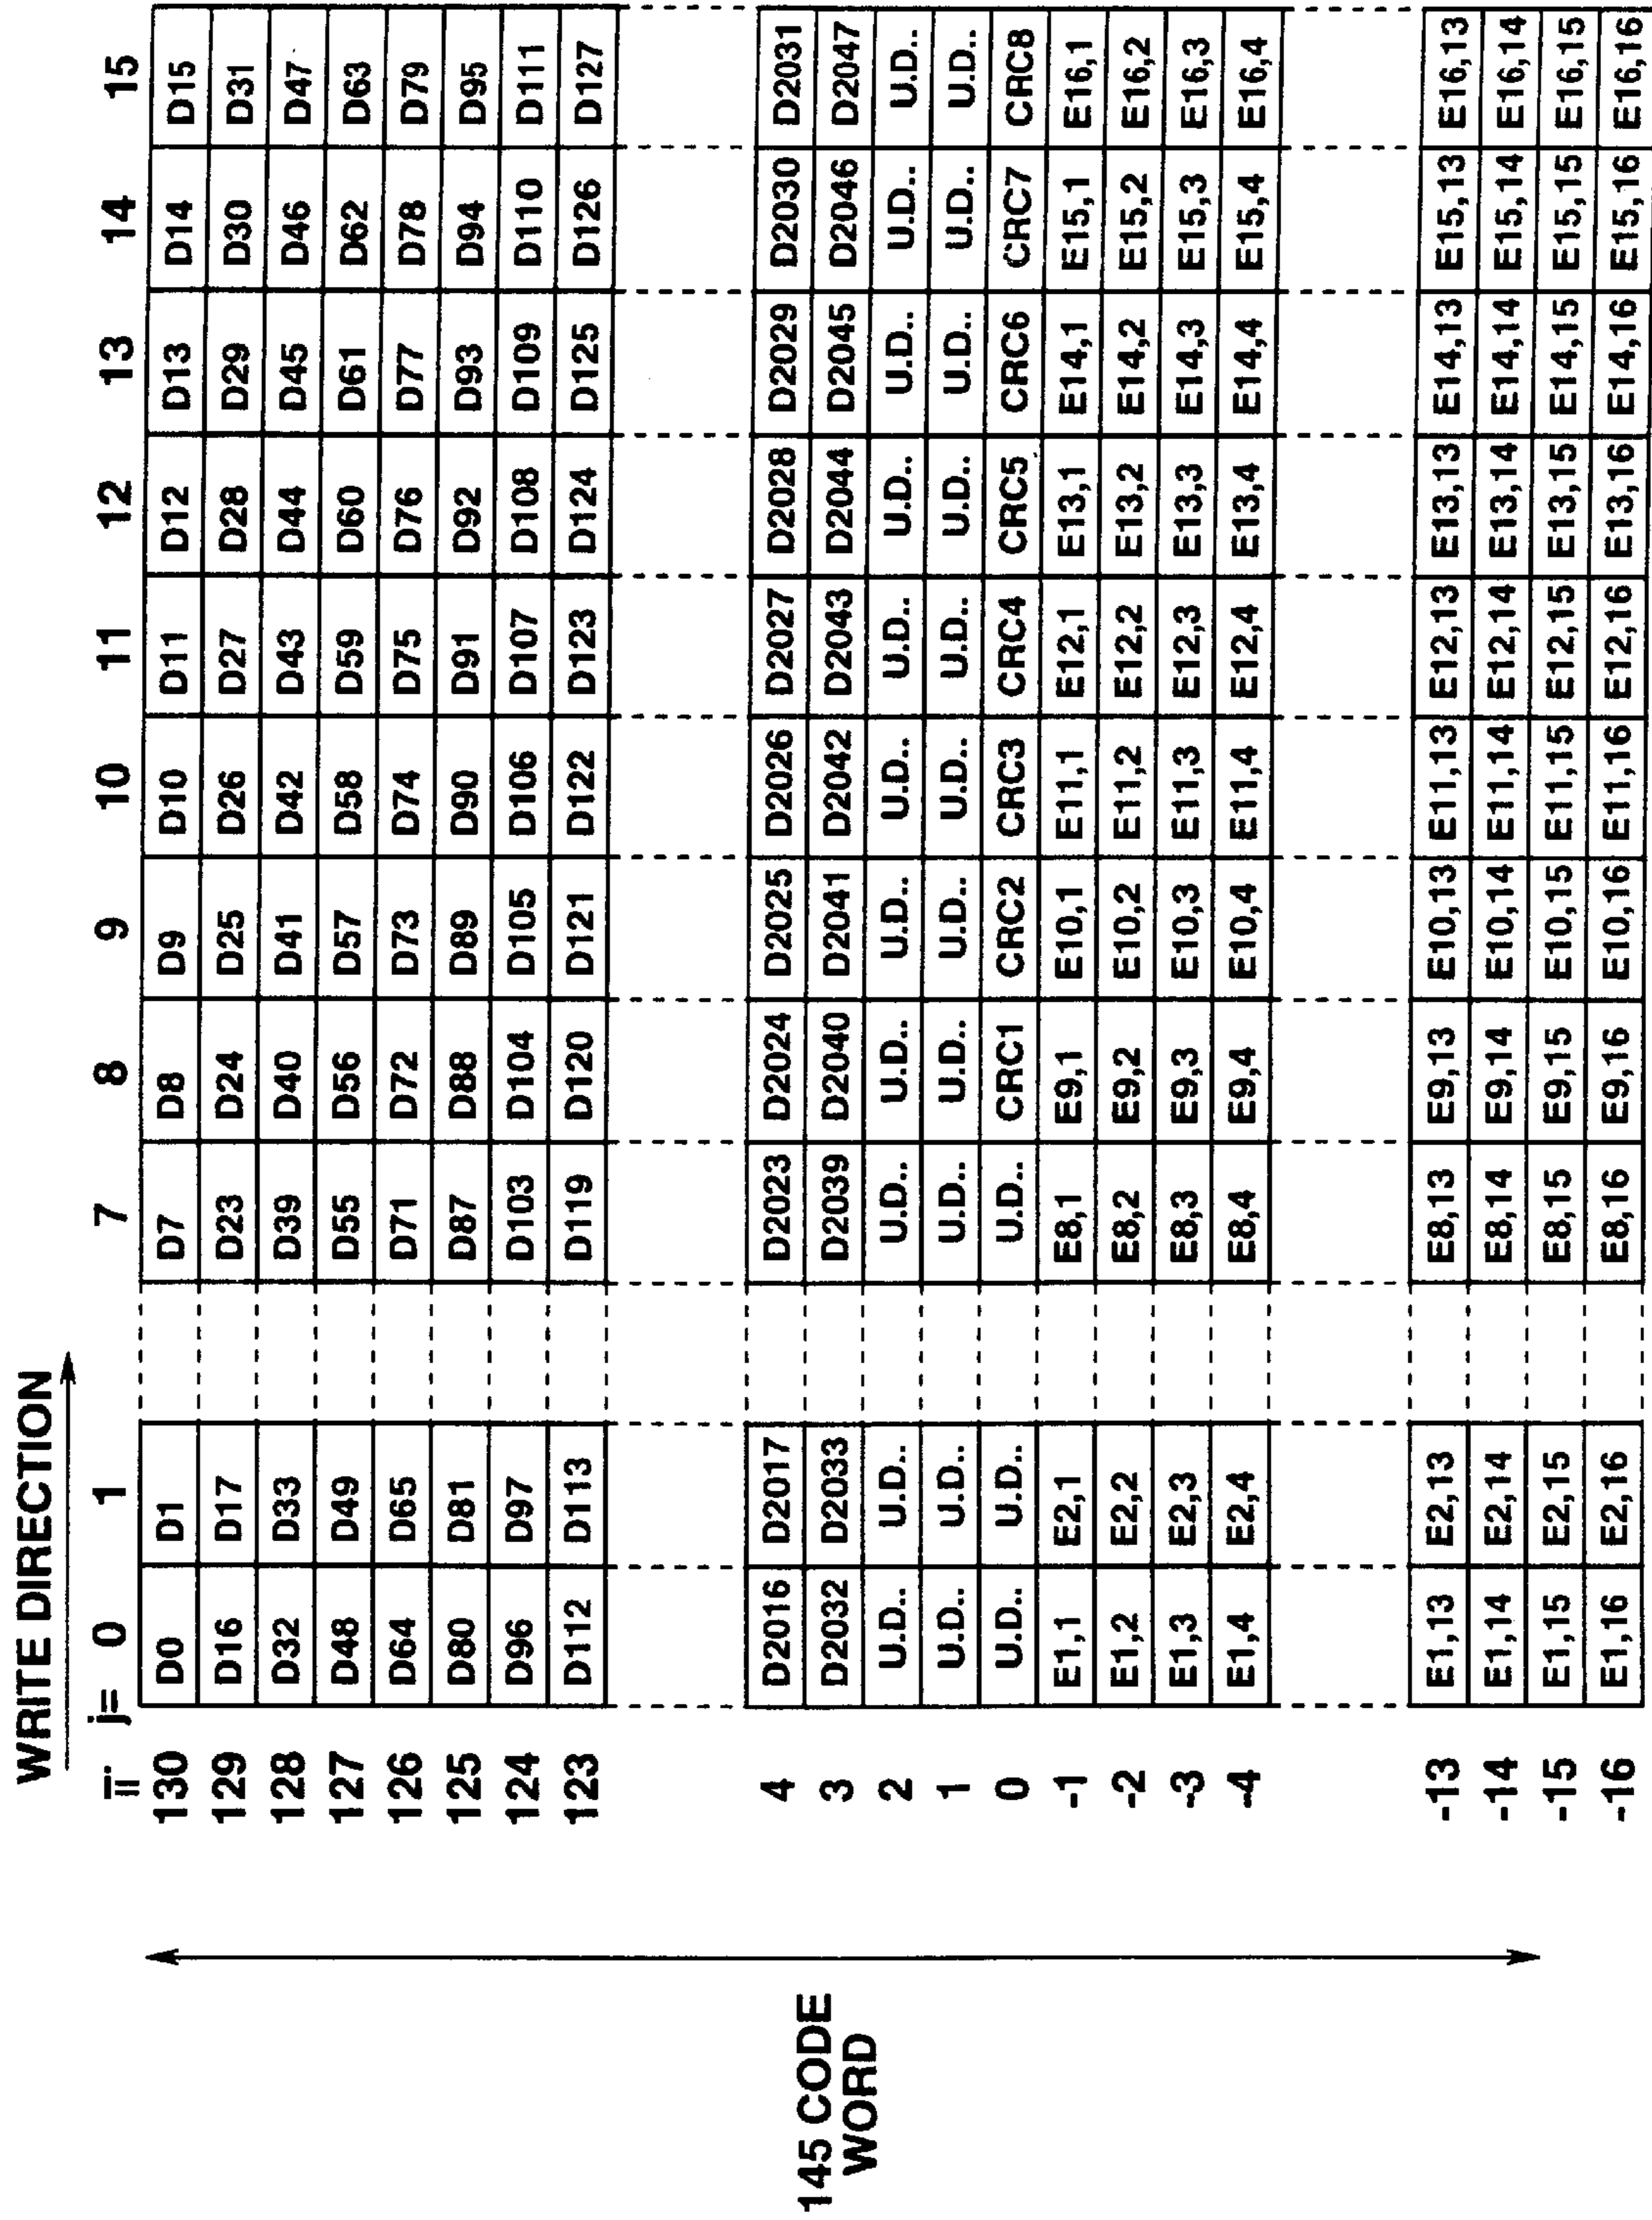 WRITE DIRECTION
j= 0 1 7 8 9 10 11 12 13 14 15
i=
130 D0 D1 D7 D8 D9 D10 D11 D12 D13 D14 D15
129 D16 D17 D23 D24 D25 D26 D27 D28 D29 D30 D31
128 D32 D33 D39 D40 D41 D42 D43 D44 D45 D46 D47
127 D48 D49 D55 D56 D57 D58 D59 D60 D61 D62 D63
126 D64 D65 D71 D72 D73 D74 D75 D76 D77 D78 D79
125 D80 D81 D87 D88 D89 D90 D91 D92 D93 D94 D95
124 D96 D97 D103 D104 D105 D106 D107 D108 D109 D110 D111
123 D112 D113 D119 D120 D121 D122 D123 D124 D125 D126 D127
4 D2016 D2017 D2023 D2024 D2025 D2026 D2027 D2028 D2029 D2030 D2031
3 D2032 D2033 D2039 D2040 D2041 D2042 D2043 D2044 D2045 D2046 D2047
2 U.D.. U.D.. U.D.. U.D.. U.D.. U.D.. U.D.. U.D.. U.D.. U.D.. U.D..
1 U.D.. U.D.. U.D.. U.D.. U.D.. U.D.. U.D.. U.D.. U.D.. U.D.. U.D..
0 U.D.. U.D.. U.D.. CRC1 CRC2 CRC3 CRC4 CRC5 CRC6 CRC7 CRC8
-1 E1,1 E2,1 E8,1 E9,1 E10,1 E11,1 E12,1 E13,1 E14,1 E15,1 E16,1
-2 E1,2 E2,2 E8,2 E9,2 E10,2 E11,2 E12,2 E13,2 E14,2 E15,2 E16,2
-3 E1,3 E2,3 E8,3 E9,3 E10,3 E11,3 E12,3 E13,3 E14,3 E15,3 E16,3
-4 E1,4 E2,4 E8,4 E9,4 E10,4 E11,4 E12,4 E13,4 E14,4 E15,4 E16,4
-13 E1,13 E2,13 E8,13 E9,13 E10,13 E11,13 E12,13 E13,13 E14,13 E15,13 E16,13
-14 E1,14 E2,14 E8,14 E9,14 E10,14 E11,14 E12,14 E13,14 E14,14 E15,14 E16,14
-15 E1,15 E2,15 E8,15 E9,15 E10,15 E11,15 E12,15 E13,15 E14,15 E15,15 E16,15
-16 E1,16 E2,16 E8,16 E9,16 E10,16 E11,16 E12,16 E13,16 E14,16 E15,16 E16,16
145 CODE
WORD